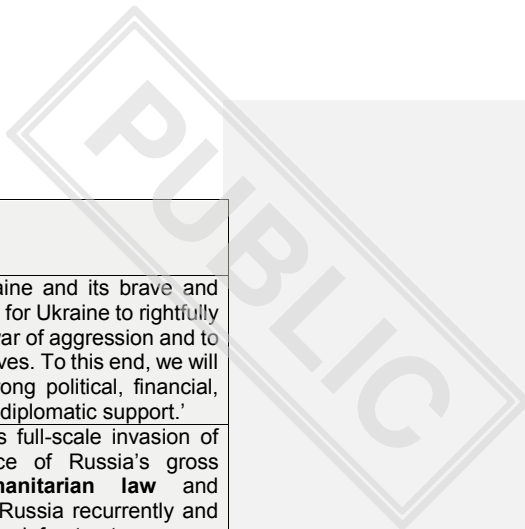 PUBLIC
aine and its brave and
for Ukraine to rightfully
ar of aggression and to
ves. To this end, we will
ong political, financial,
diplomatic support.’
s full-scale invasion of
ce of Russia’s gross
anitarian law and
Russia recurrently and